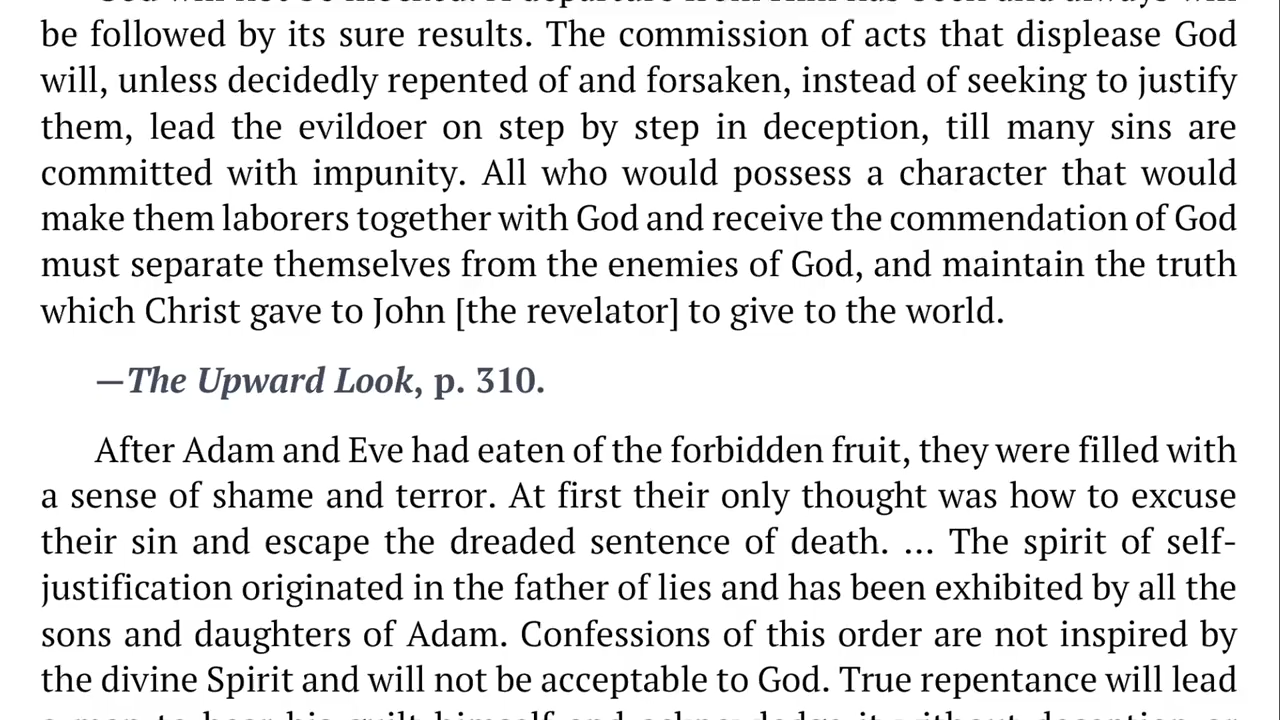 be followed by its sure results. The commission of acts that displease God
will, unless decidedly repented of and forsaken, instead of seeking to justify
them, lead the evildoer on step by step in deception, till many sins are
committed with impunity. All who would possess a character that would
make them laborers together with God and receive the commendation of God
must separate themselves from the enemies of God, and maintain the truth
which Christ gave to John [the revelator] to give to the world.
—The Upward Look, p. 310.
After Adam and Eve had eaten of the forbidden fruit, they were filled with
a sense of shame and terror. At first their only thought was how to excuse
their sin and escape the dreaded sentence of death. ... The spirit of self-
justification originated in the father of lies and has been exhibited by all the
sons and daughters of Adam. Confessions of this order are not inspired by
the divine Spirit and will not be acceptable to God. True repentance will lead